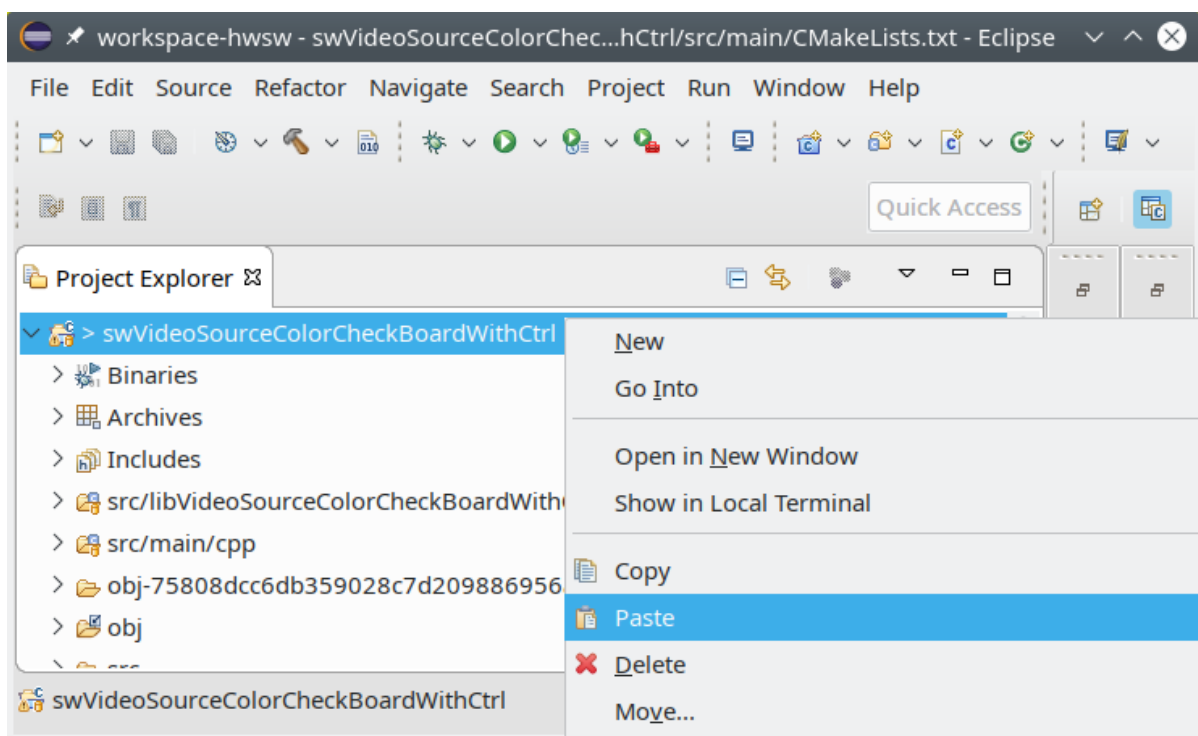 workspace-hwsw - swVideoSourceColorChec...hCtrl/src/main/CMakeLists.txt - Eclipse
File Edit Source Refactor Navigate Search Project Run Window Help
010
Quick Access
Project Explorer
> swVideoSourceColorCheckBoardWithCtrl
Binaries
Archives
Includes
src/libVideoSourceColorCheckBoardWith
src/main/cpp
obj-75808dcc6db359028c7d209886956
obj
src
swVideoSourceColorCheckBoardWithCtrl
New
Go Into
Open in New Window
Show in Local Terminal
Copy
Paste
Delete
Move...